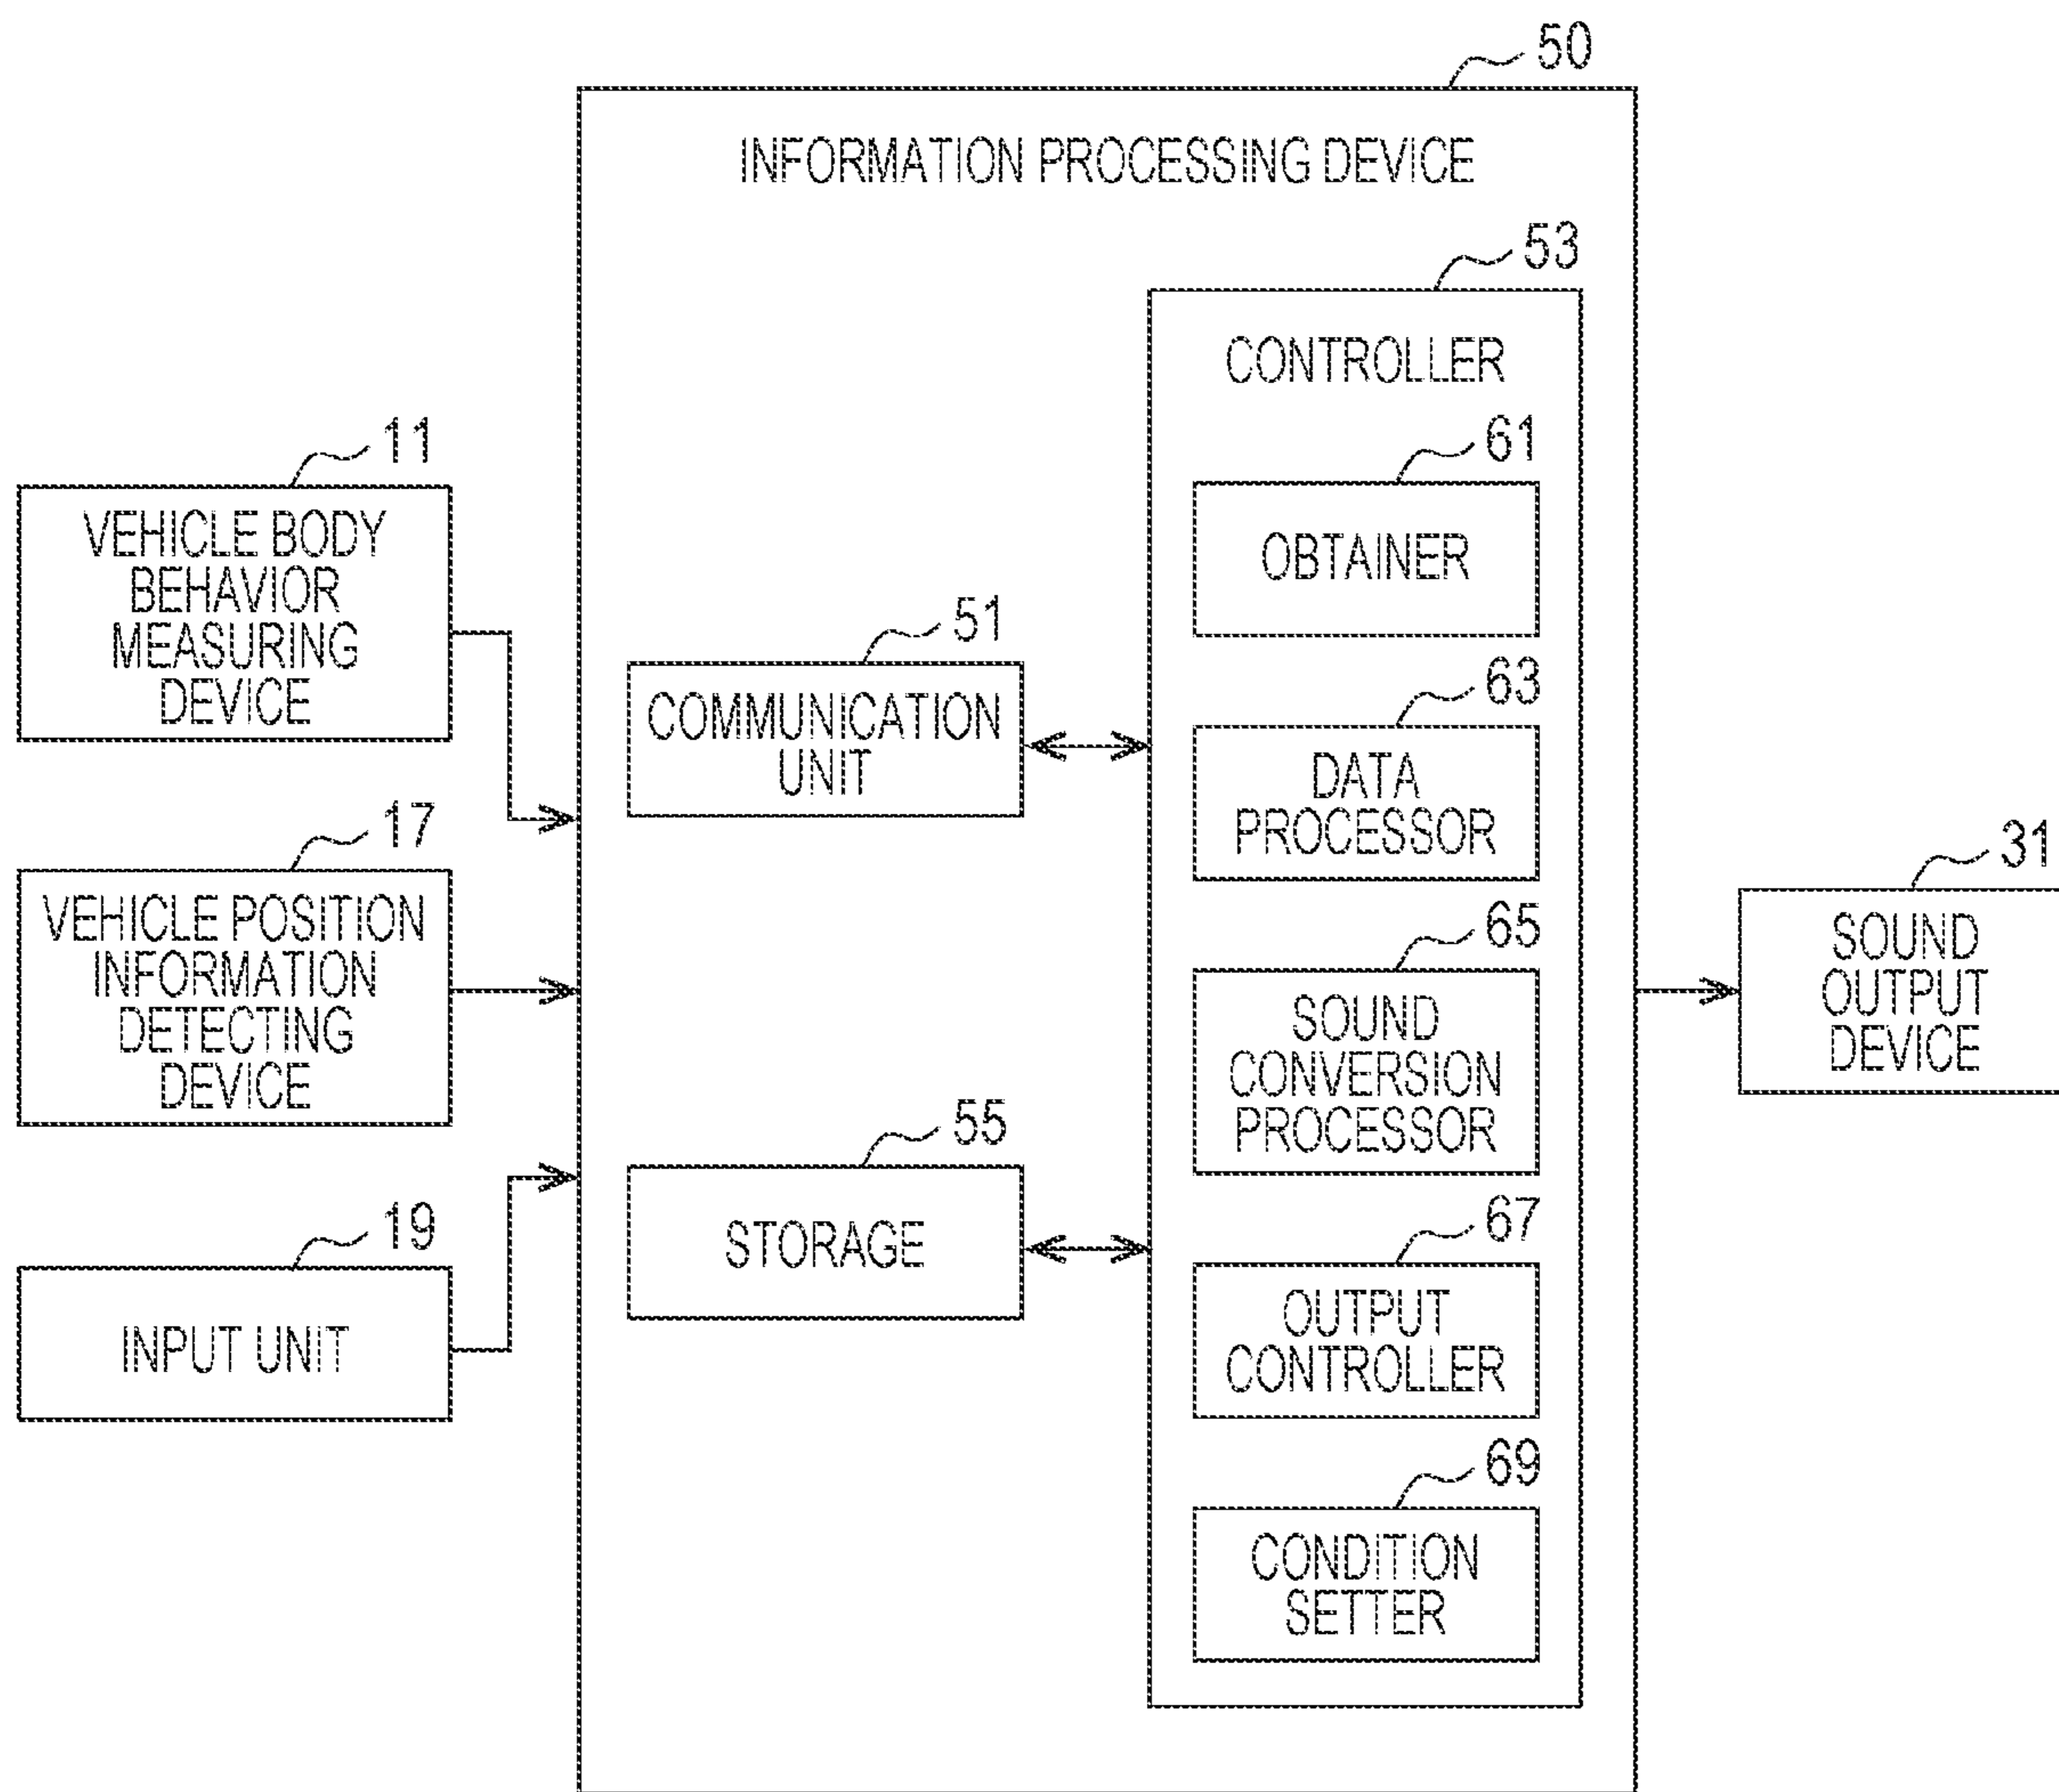 50
INFORMATION PROCESSING DEVICE
53
CONTROLLER
11
VEHICLE BODY
BEHAVIOR
MEASURING
DEVICE
17
VEHICLE POSITION
INFORMATION
DETECTING
DEVICE
19
INPUT UNIT
51
COMMUNICATION
UNIT
55
STORAGE
61
OBTAINER
63
DATA
PROCESSOR
65
SOUND
CONVERSION
PROCESSOR
67
OUTPUT
CONTROLLER
69
CONDITION
SETTER
31
SOUND
OUTPUT
DEVICE